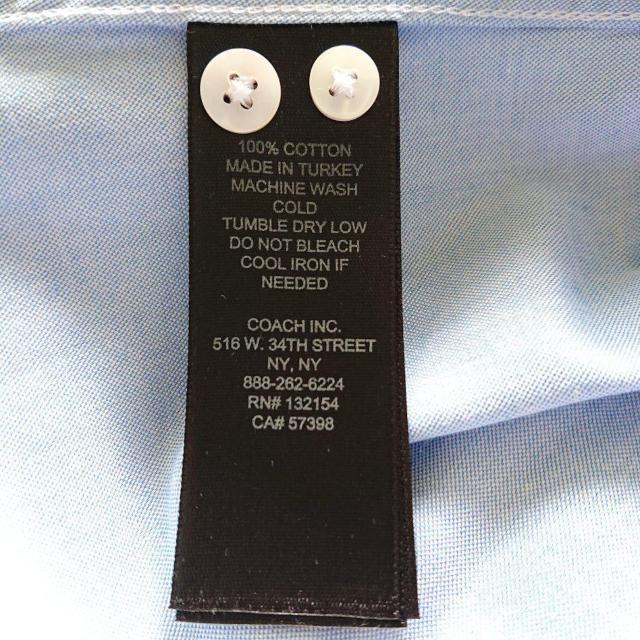 100% COTTON
MADE IN TURKEY
MACHINE WASH
COLD
TUMBLE DRY LOW
DO NOT BLEACH
COOL IRON IF
NEEDED
COACH INC.
516 W. 34TH STREET
NY, NY
888-262-6224
RN# 132154
CA# 57398